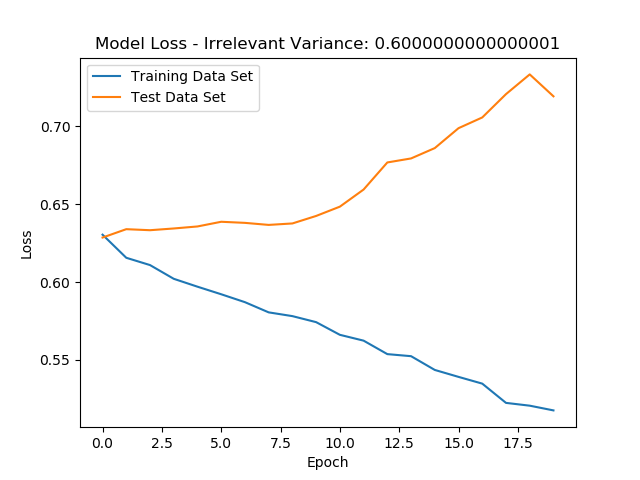 Model Loss - Irrelevant Variance: 0.6000000000000001
Training Data Set
Test Data Set
0.70
0.65
0.60
0.55
Loss
0.0 2.5 5.0 7.5 10.0 12.5 15.0 17.5
Epoch